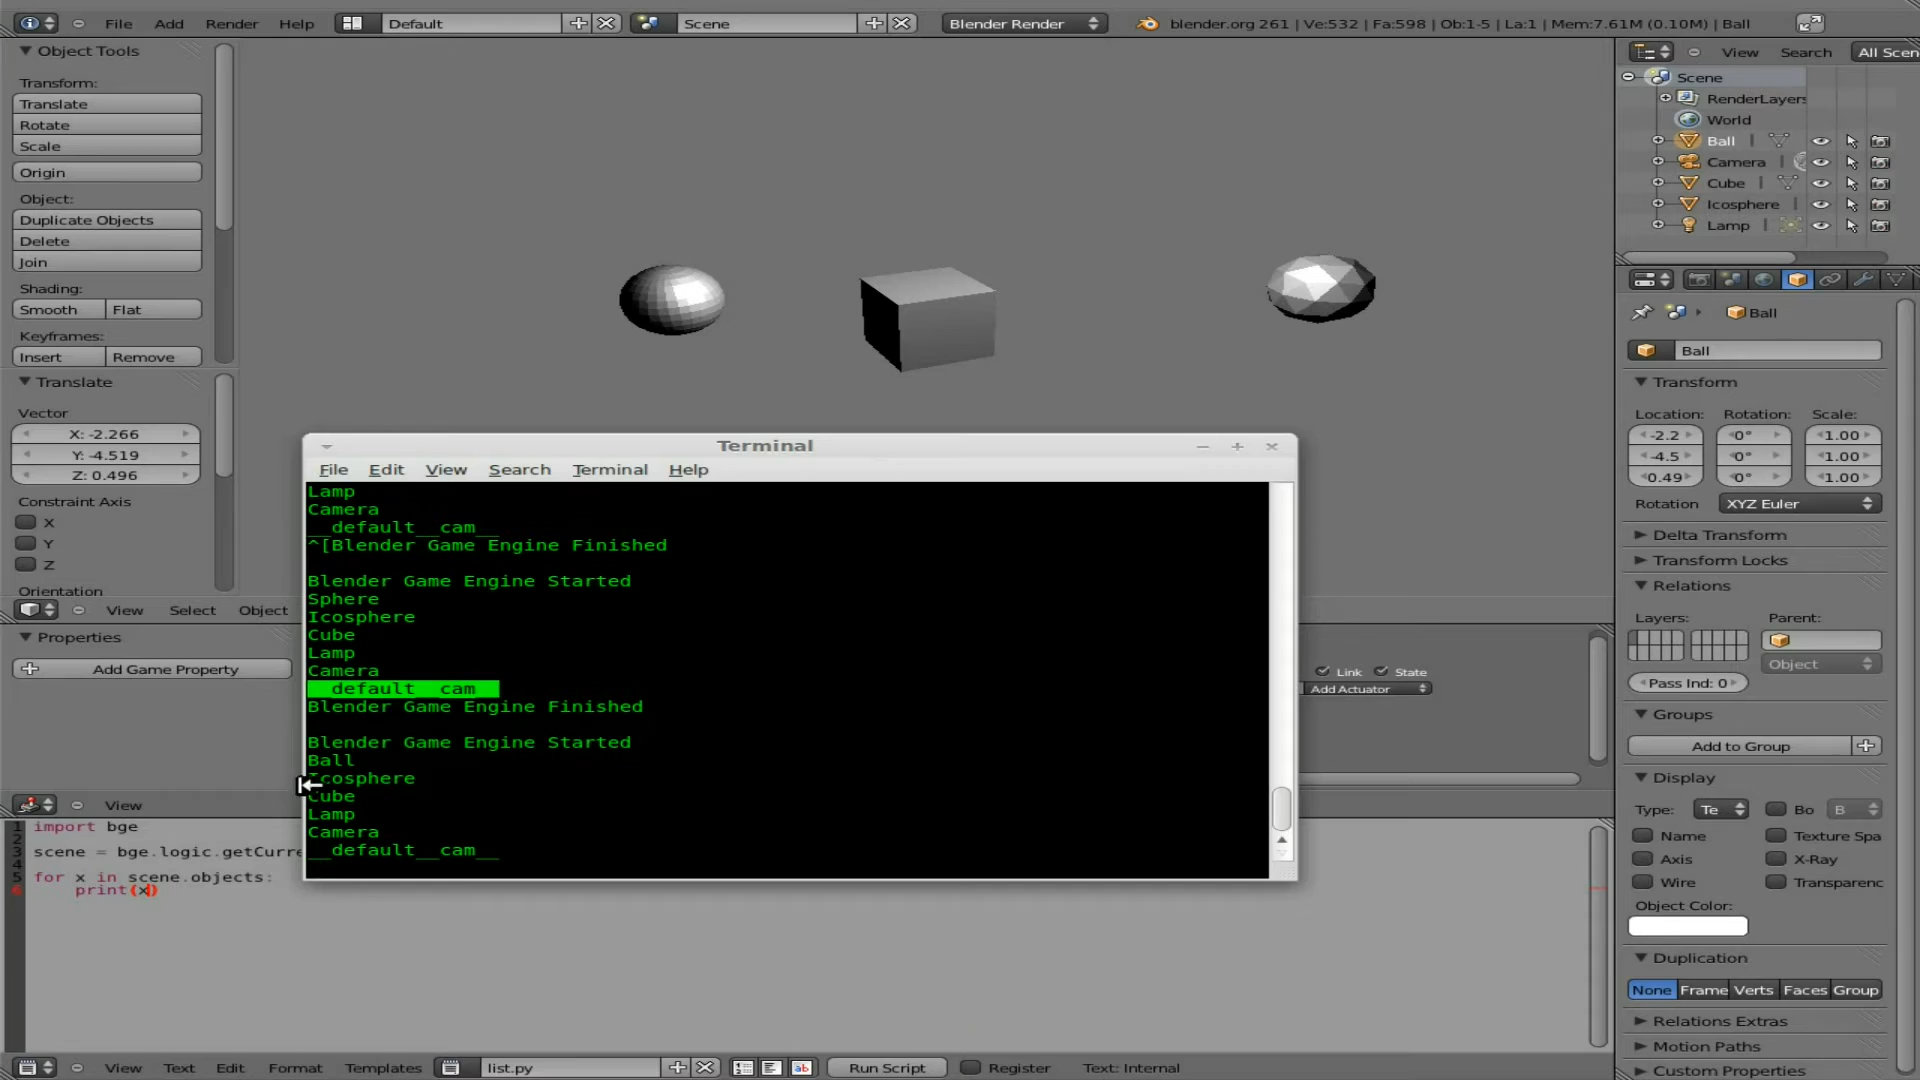 File Add Render Help Default Scene Blender Render blender.org 261 | Ve:532 | Fa:598 | Ob:1-5 | La:1 | Mem:7.61M (0.10M) | Ball
Object Tools
Transform:
Translate
Rotate
Scale
Origin
Object:
Duplicate Objects
Delete
Join
Shading:
Smooth Flat
Keyframes:
Insert Remove
Translate
Vector
X: -2.266
Y: -4.519
Z: 0.496
Constraint Axis
X
Y
Z
Orientation
View Select Object
Properties
Add Game Property
View
Terminal
File Edit View Search Terminal Help
Lamp
Camera
__default__cam__
^[Blender Game Engine Finished
Blender Game Engine Started
Sphere
Icosphere
Cube
Lamp
Camera
__default__cam__
Blender Game Engine Finished
Blender Game Engine Started
Ball
Icosphere
Cube
Lamp
Camera
__default__cam__
Link State
Add Actuator
1 import bge
2
3 scene = bge.logic.getCurre
4
5 for x in scene.objects:
6 print(x)
View Text Edit Format Templates list.py Run Script Register Text: Internal
View Search All Scen
Scene
RenderLayers
World
Ball |
Camera |
Cube |
Icosphere |
Lamp |
Ball
Ball
Transform
Location: Rotation: Scale:
-2.2 0° 1.00
-4.5 0° 1.00
0.49 0° 1.00
Rotation XYZ Euler
Delta Transform
Transform Locks
Relations
Layers: Parent:
Object
Pass Ind: 0
Groups
Add to Group
Display
Type: Te Bo B
Name Texture Spa
Axis X-Ray
Wire Transparenc
Object Color:
Duplication
None Frame Verts Faces Group
Relations Extras
Motion Paths
Custom Properties